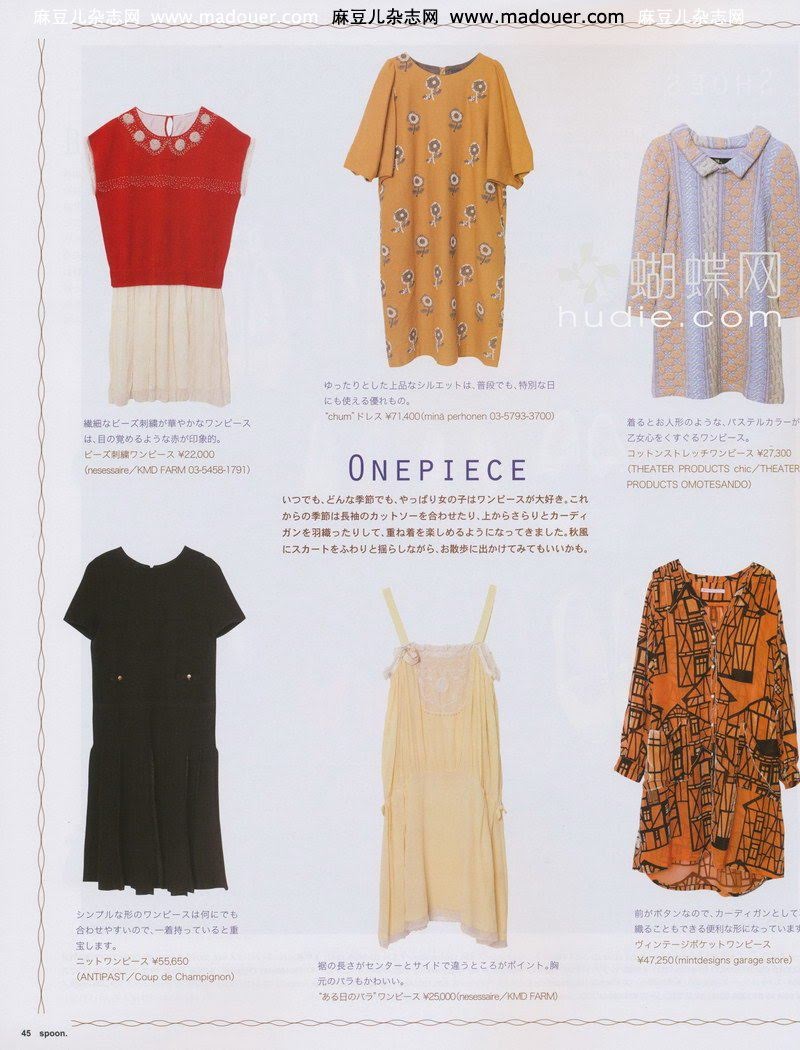 麻豆儿杂志网 www.madouer.com 麻豆儿杂志网 www.madouer.com 麻豆儿杂志网
繊細なビーズ刺繍が華やかなワンピース
は、目の覚めるような赤が印象的。
ビーズ刺繍ワンピース ¥22,000
(nesessaire／KMD FARM 03-5458-1791)
ゆったりとした上品なシルエットは、普段でも、特別な日
にも使える優れもの。
"chum"ドレス ¥71,400(minä perhonen 03-5793-3700)
蝴蝶网
hudie.com
着るとお人形のような、パステルカラーが
乙女心をくすぐるワンピース。
コットンストレッチワンピース ¥27,300
(THEATER PRODUCTS chic／THEATER
PRODUCTS OMOTESANDO)
ONEPIECE
いつでも、どんな季節でも、やっぱり女の子はワンピースが大好き。これ
からの季節は長袖のカットソーを合わせたり、上からさらりとカーディ
ガンを羽織ったりして、重ね着を楽しめるようになってきました。秋風
にスカートをふわりと揺らしながら、お散歩に出かけてみてもいいかも。
シンプルな形のワンピースは何にでも
合わせやすいので、一着持っていると重
宝します。
ニットワンピース ¥55,650
(ANTIPAST／Coup de Champignon)
裾の長さがセンターとサイドで違うところがポイント。胸
元のバラもかわいい。
"ある日のバラ"ワンピース ¥25,000(nesessaire／KMD FARM)
前がボタンなので、カーディガンとして
織ることもできる便利な形になっています
ヴィンテージポケットワンピース
¥47,250(mintdesigns garage store)
45 spoon.